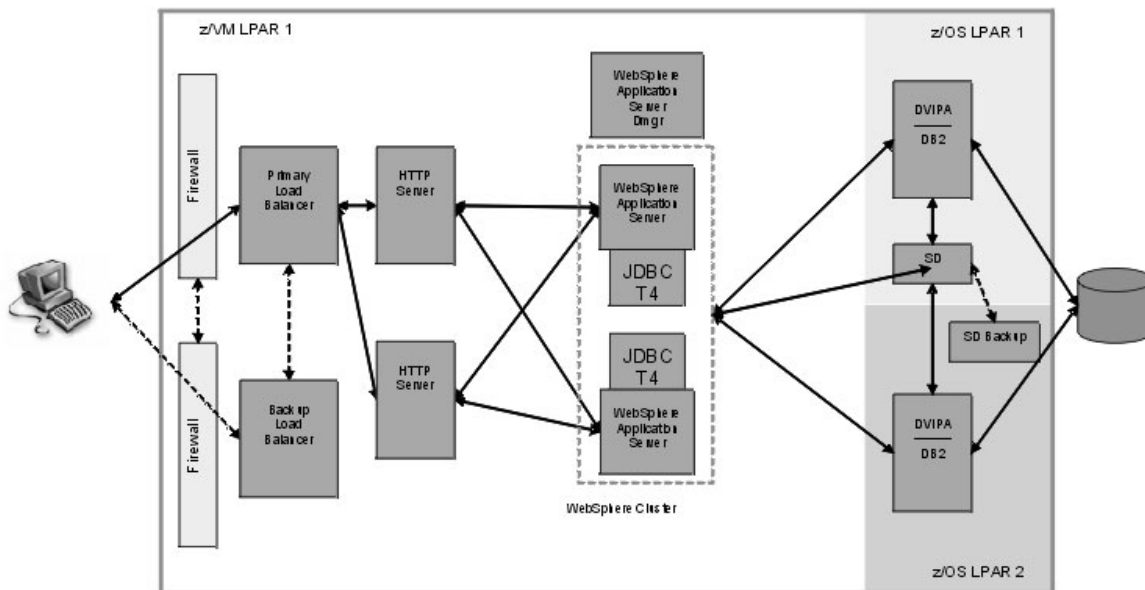 z/VM LPAR 1
z/OS LPAR 1
Firewall
Firewall
Primary
Load
Balancer
Backup
Load
Balancer
HTTP
Server
HTTP
Server
WebSphere
Application
Server
Dmgr
WebSphere
Application
Server
JDBC
T4
JDBC
T4
WebSphere
Application
Server
WebSphere Cluster
DVIPA
DB2
SD
SD Backup
DVIPA
DB2
z/OS LPAR 2